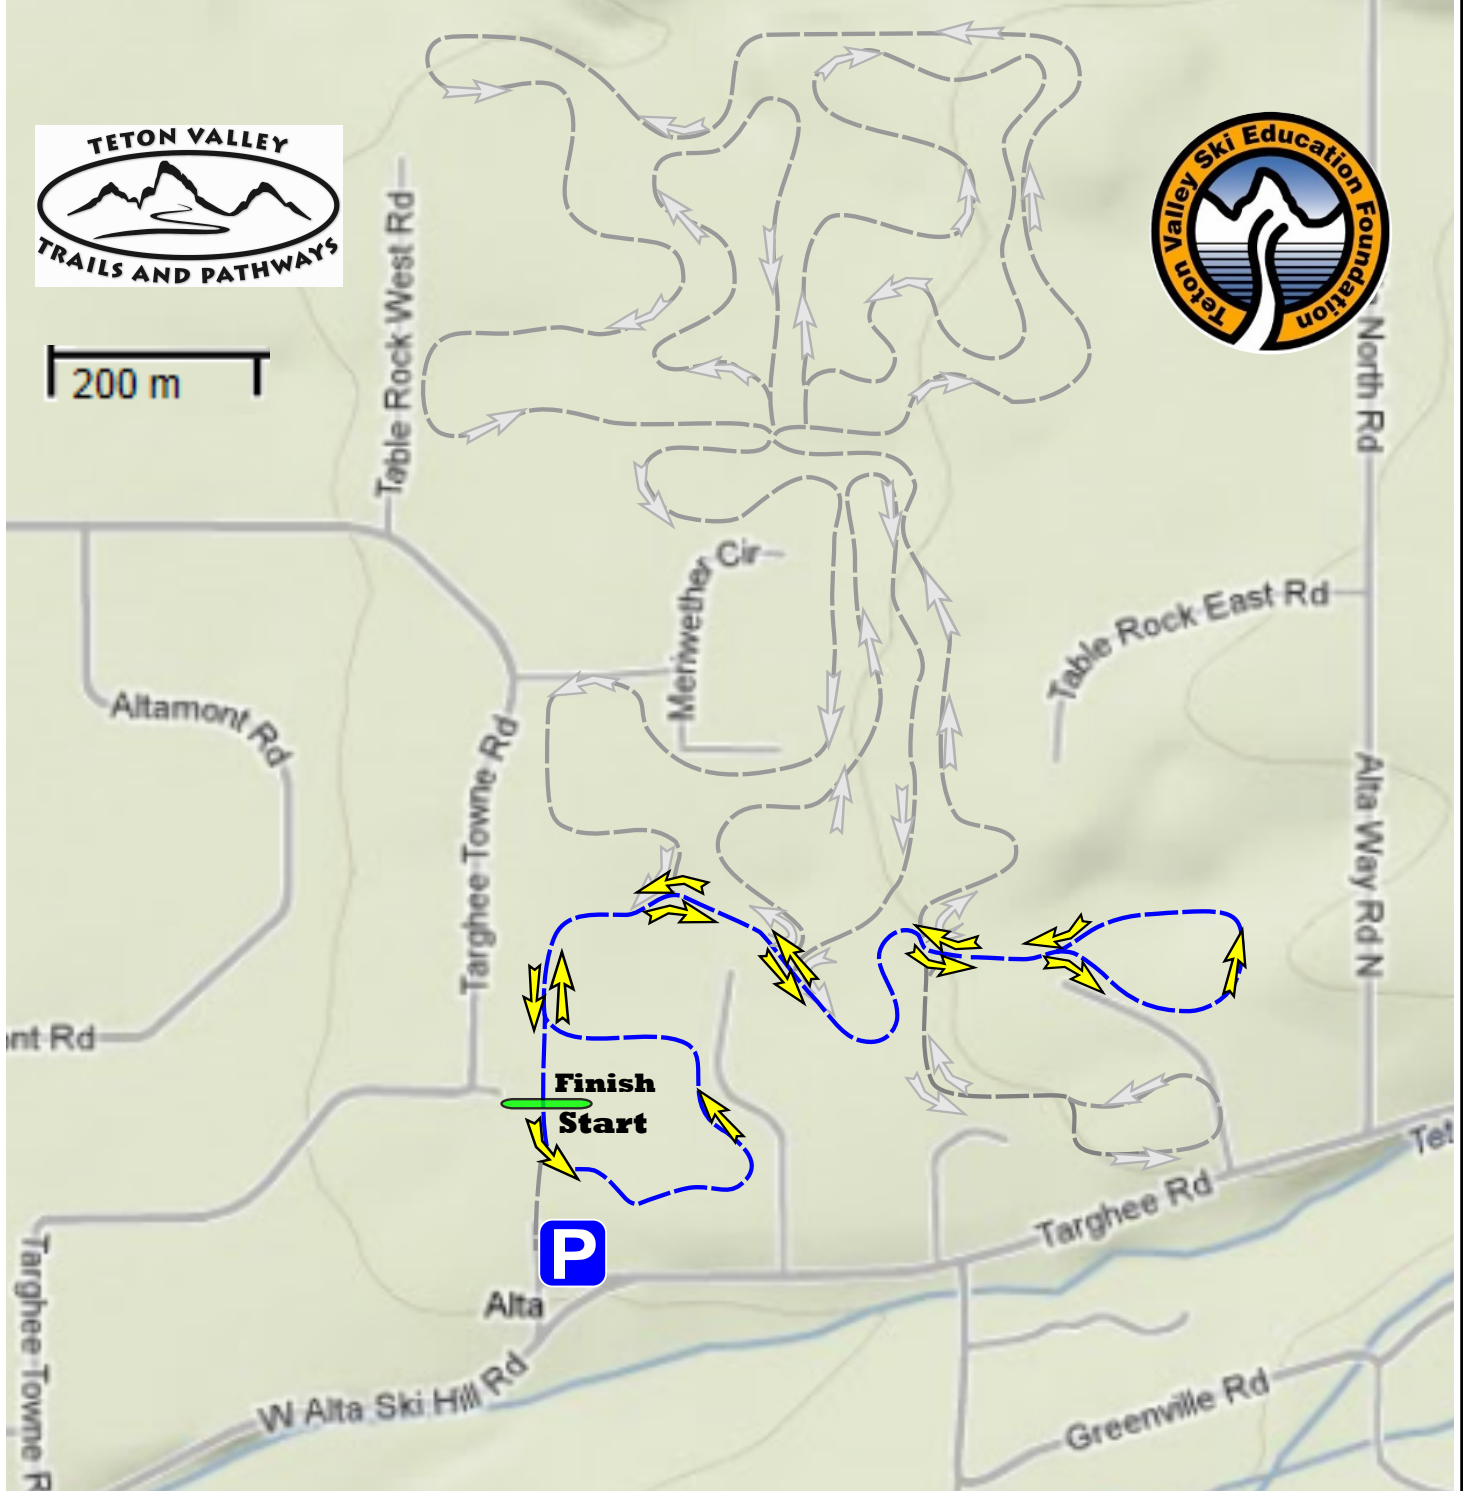 TETON VALLEY
TRAILS AND PATHWAYS
Teton Valley Ski Education Foundation
200 m
Table Rock West Rd
North Rd
Meriwether Cir
Table Rock East Rd
Altamont Rd
Targhee Towne Rd
Alta Way Rd N
ont Rd
Finish
Start
P
Alta
Targhee Rd
Tet
Targhee Towne R
W Alta Ski Hill Rd
Greenville Rd